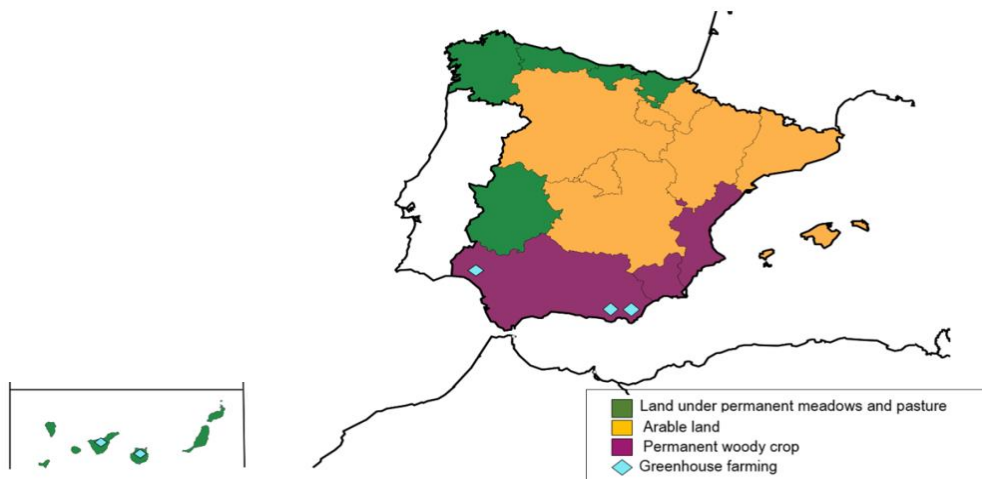 Land under permanent meadows and pasture
Arable land
Permanent woody crop
Greenhouse farming